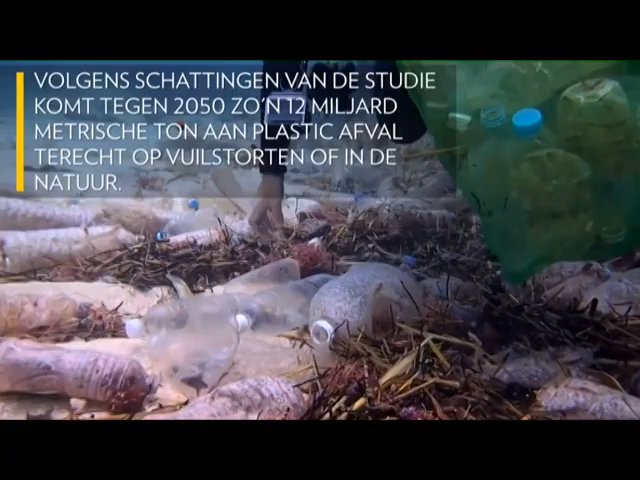 VOLGENS SCHATTINGEN VAN DE STUDIE
KOMT TEGEN 2050 ZO'N 12 MILJARD
METRISCHE TON AAN PLASTIC AFVAL
TERECHT OP VUILSTORTEN OF IN DE
NATUUR.